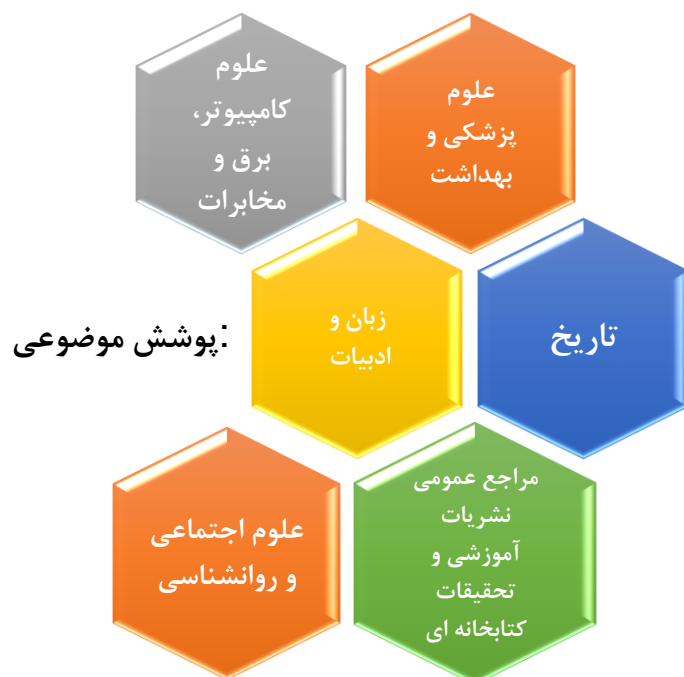 علوم
پزشکی و
بهداشت
علوم
کامپیوتر،
برق و
مخابرات
تاریخ
زبان و
ادبیات
پوشش موضوعی:
مراجع عمومی
نشریات
آموزشی و
تحقیقات
کتابخانه ای
علوم اجتماعی
و روانشناسی